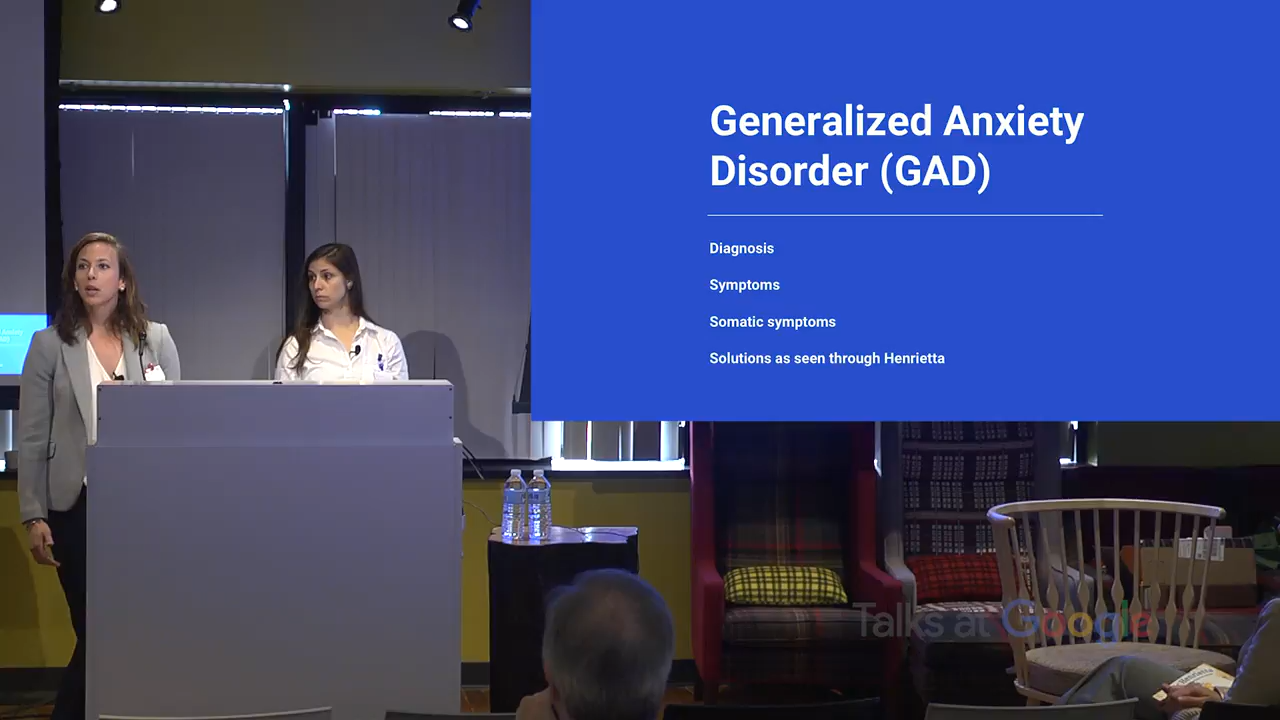 Generalized Anxiety
Disorder (GAD)
Diagnosis
Symptoms
Somatic symptoms
Solutions as seen through Henrietta
Talks at Google